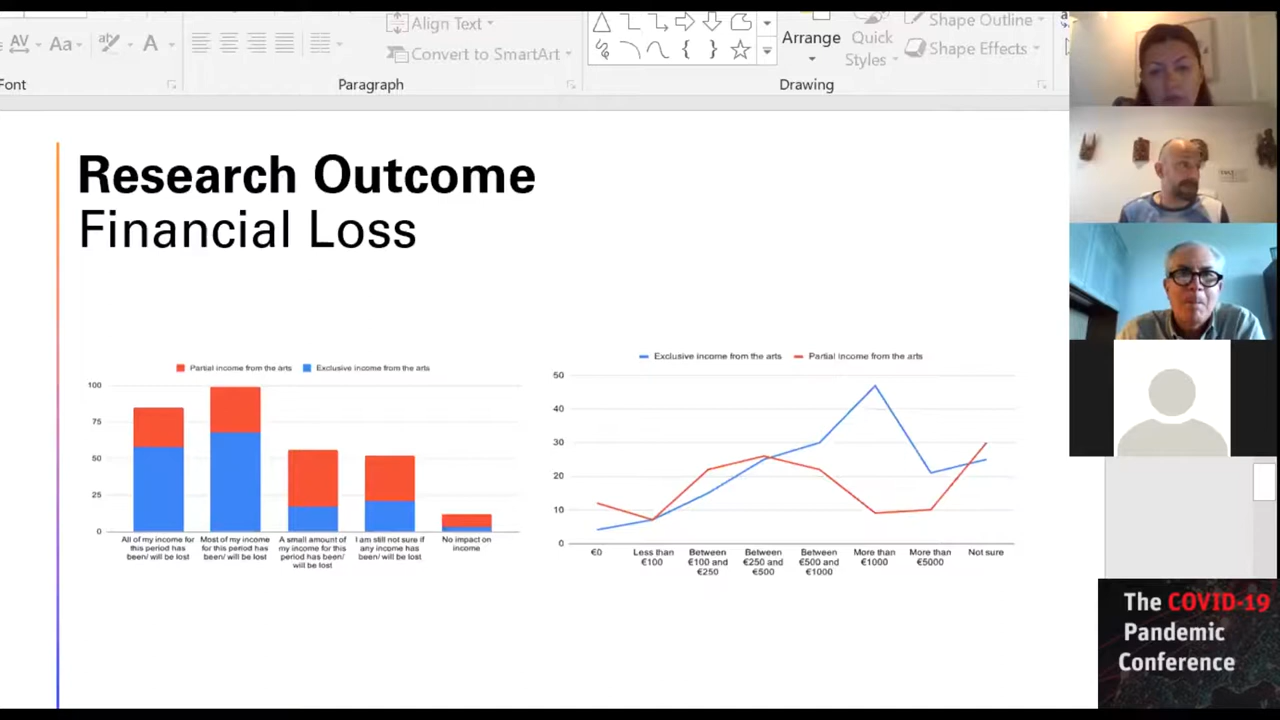 Align Text
AV Aa A
Convert to SmartArt
Arrange
Quick
Styles
Shape Outline
Shape Effects
Font
Paragraph
Drawing
Research Outcome
Financial Loss
Partial income from the arts Exclusive income from the arts
100
75
50
25
0
All of my income for
this period has
been/ will be lost
Most of my income
for this period has
been/ will be lost
A small amount of
my income for this
period has been/
will be lost
I am still not sure if
any income has
been/ will be lost
No impact on
income
Exclusive income from the arts Partial income from the arts
50
40
30
20
10
0
€0
Less than
€100
Between
€100 and
€250
Between
€250 and
€500
Between
€500 and
€1000
More than
€1000
More than
€5000
Not sure
The COVID-19
Pandemic
Conference